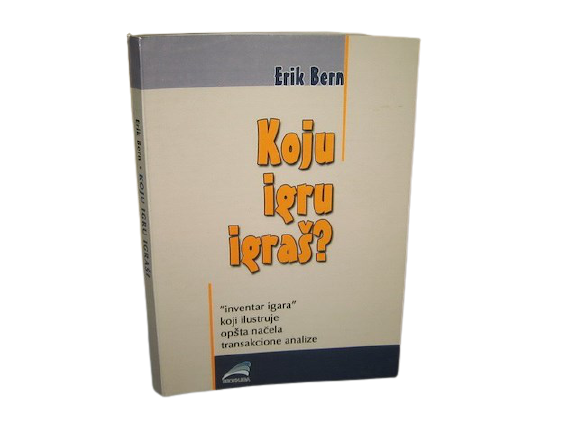 Erik Bern
Koju
igru
igraš?
"inventar igara"
koji ilustruje
opšta načela
transakcione analize
Erik Bern - KOJU IGRU IGRAŠ?